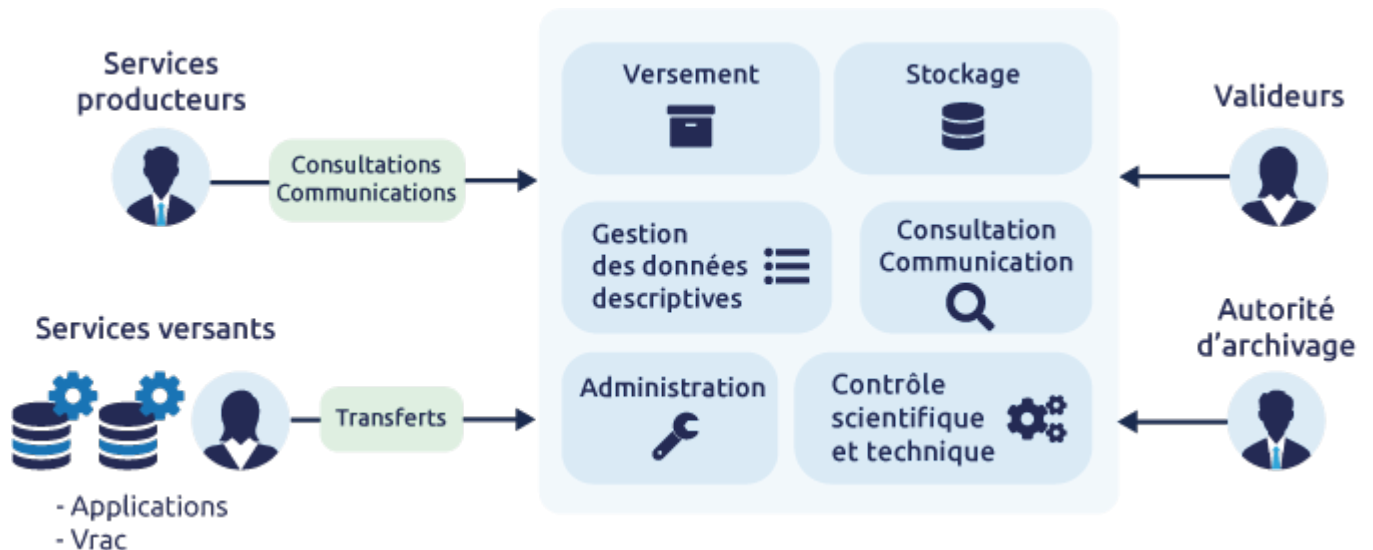 Services
producteurs
Consultations
Communications
Services versants
Transferts
- Applications
- Vrac
Versement
Stockage
Gestion
des données
descriptives
Consultation
Communication
Administration
Contrôle
scientifique
et technique
Valideurs
Autorité
d'archivage